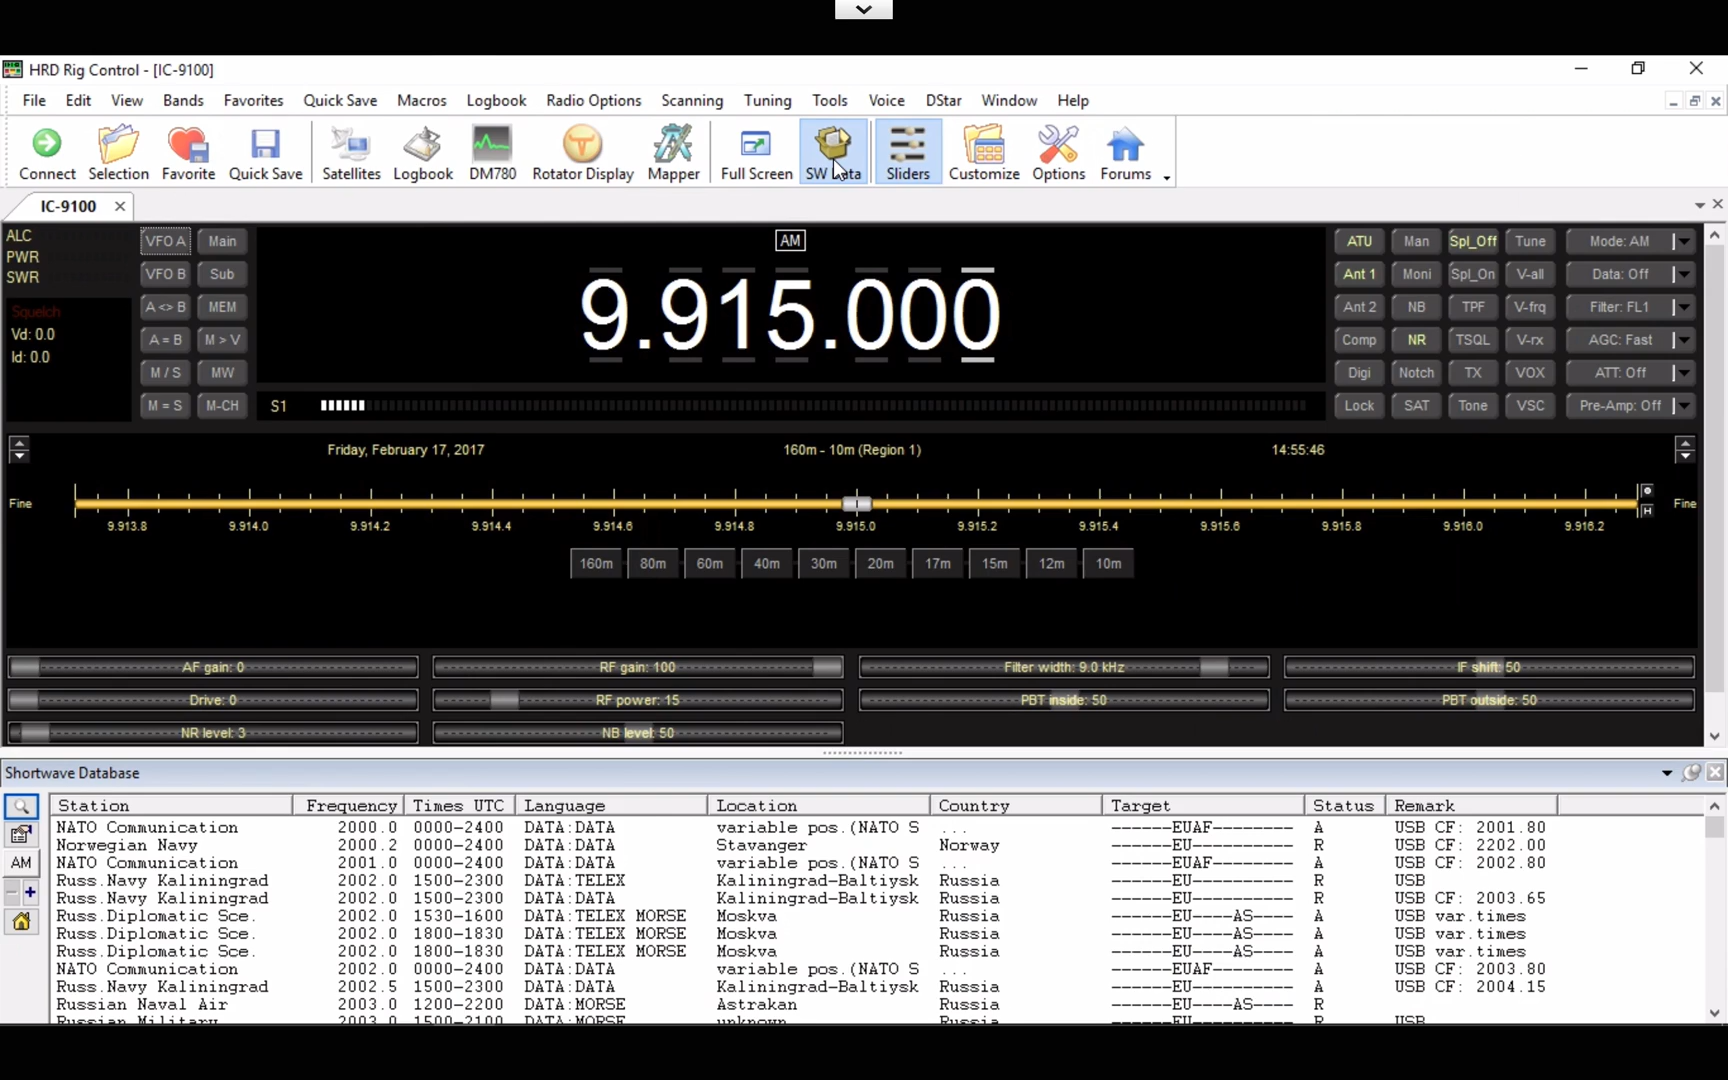 HRD Rig Control - [IC-9100]
File Edit View Bands Favorites Quick Save Macros Logbook Radio Options Scanning Tuning Tools Voice DStar Window Help
Connect Selection Favorite Quick Save Satellites Logbook DM780 Rotator Display Mapper Full Screen SW Data Sliders Customize Options Forums
IC-9100
ALC VFO A Main AM ATU Man Spl_Off Tune Mode: AM
PWR
SWR VFO B Sub Ant 1 Moni Spl_On V-all Data: Off
Squelch A <> B MEM 9.915.000 Ant 2 NB TPF V-frq Filter: FL1
Vd: 0.0 A = B M > V Comp NR TSQL V-rx AGC: Fast
Id: 0.0
M / S MW Digi Notch TX VOX ATT: Off
M = S M-CH S1 Lock SAT Tone VSC Pre-Amp: Off
Friday, February 17, 2017 160m - 10m (Region 1) 14:55:46
Fine Fine
H
9.913.8 9.914.0 9.914.2 9.914.4 9.914.6 9.914.8 9.915.0 9.915.2 9.915.4 9.915.6 9.915.8 9.916.0 9.916.2
160m 80m 60m 40m 30m 20m 17m 15m 12m 10m
AF gain: 0 RF gain: 100 Filter width: 9.0 kHz IF shift: 50
Drive: 0 RF power: 15 PBT inside: 50 PBT outside: 50
NR level: 3 NB level: 50
Shortwave Database
Station Frequency Times UTC Language Location Country Target Status Remark
NATO Communication 2000.0 0000-2400 DATA:DATA variable pos.(NATO S ... ------EUAF-------- A USB CF: 2001.80
Norwegian Navy 2000.2 0000-2400 DATA:DATA Stavanger Norway ------EU---------- R USB CF: 2202.00
AM NATO Communication 2001.0 0000-2400 DATA:DATA variable pos.(NATO S ... ------EUAF-------- A USB CF: 2002.80
Russ.Navy Kaliningrad 2002.0 1500-2300 DATA:TELEX Kaliningrad-Baltiysk Russia ------EU---------- R USB
Russ.Navy Kaliningrad 2002.0 1500-2300 DATA:DATA Kaliningrad-Baltiysk Russia ------EU---------- R USB CF: 2003.65
Russ.Diplomatic Sce. 2002.0 1530-1600 DATA:TELEX MORSE Moskva Russia ------EU----AS---- A USB var.times
Russ.Diplomatic Sce. 2002.0 1800-1830 DATA:TELEX MORSE Moskva Russia ------EU----AS---- A USB var.times
Russ.Diplomatic Sce. 2002.0 1800-1830 DATA:TELEX MORSE Moskva Russia ------EU----AS---- A USB var.times
NATO Communication 2002.0 0000-2400 DATA:DATA variable pos.(NATO S ... ------EUAF-------- A USB CF: 2003.80
Russ.Navy Kaliningrad 2002.5 1500-2300 DATA:DATA Kaliningrad-Baltiysk Russia ------EU---------- A USB CF: 2004.15
Russian Naval Air 2003.0 1200-2200 DATA:MORSE Astrakan Russia ------EU----AS---- R
Russian Military 2003.0 1500-2100 DATA:MORSE unknown Russia ------EU---------- R USB